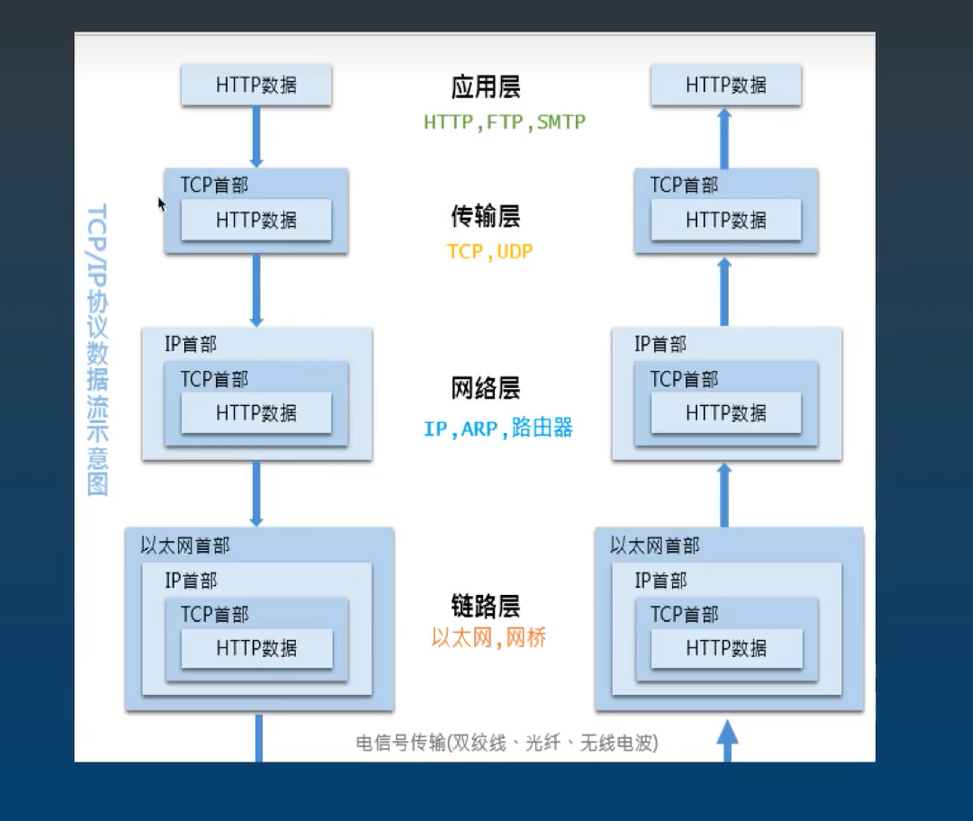 HTTP数据
应用层
HTTP数据
HTTP,FTP,SMTP
TCP首部
HTTP数据
传输层
TCP,UDP
TCP首部
HTTP数据
TCP/IP协议数据流示意图
IP首部
TCP首部
HTTP数据
网络层
IP,ARP,路由器
IP首部
TCP首部
HTTP数据
以太网首部
IP首部
TCP首部
HTTP数据
链路层
以太网,网桥
以太网首部
IP首部
TCP首部
HTTP数据
电信号传输(双绞线、光纤、无线电波)